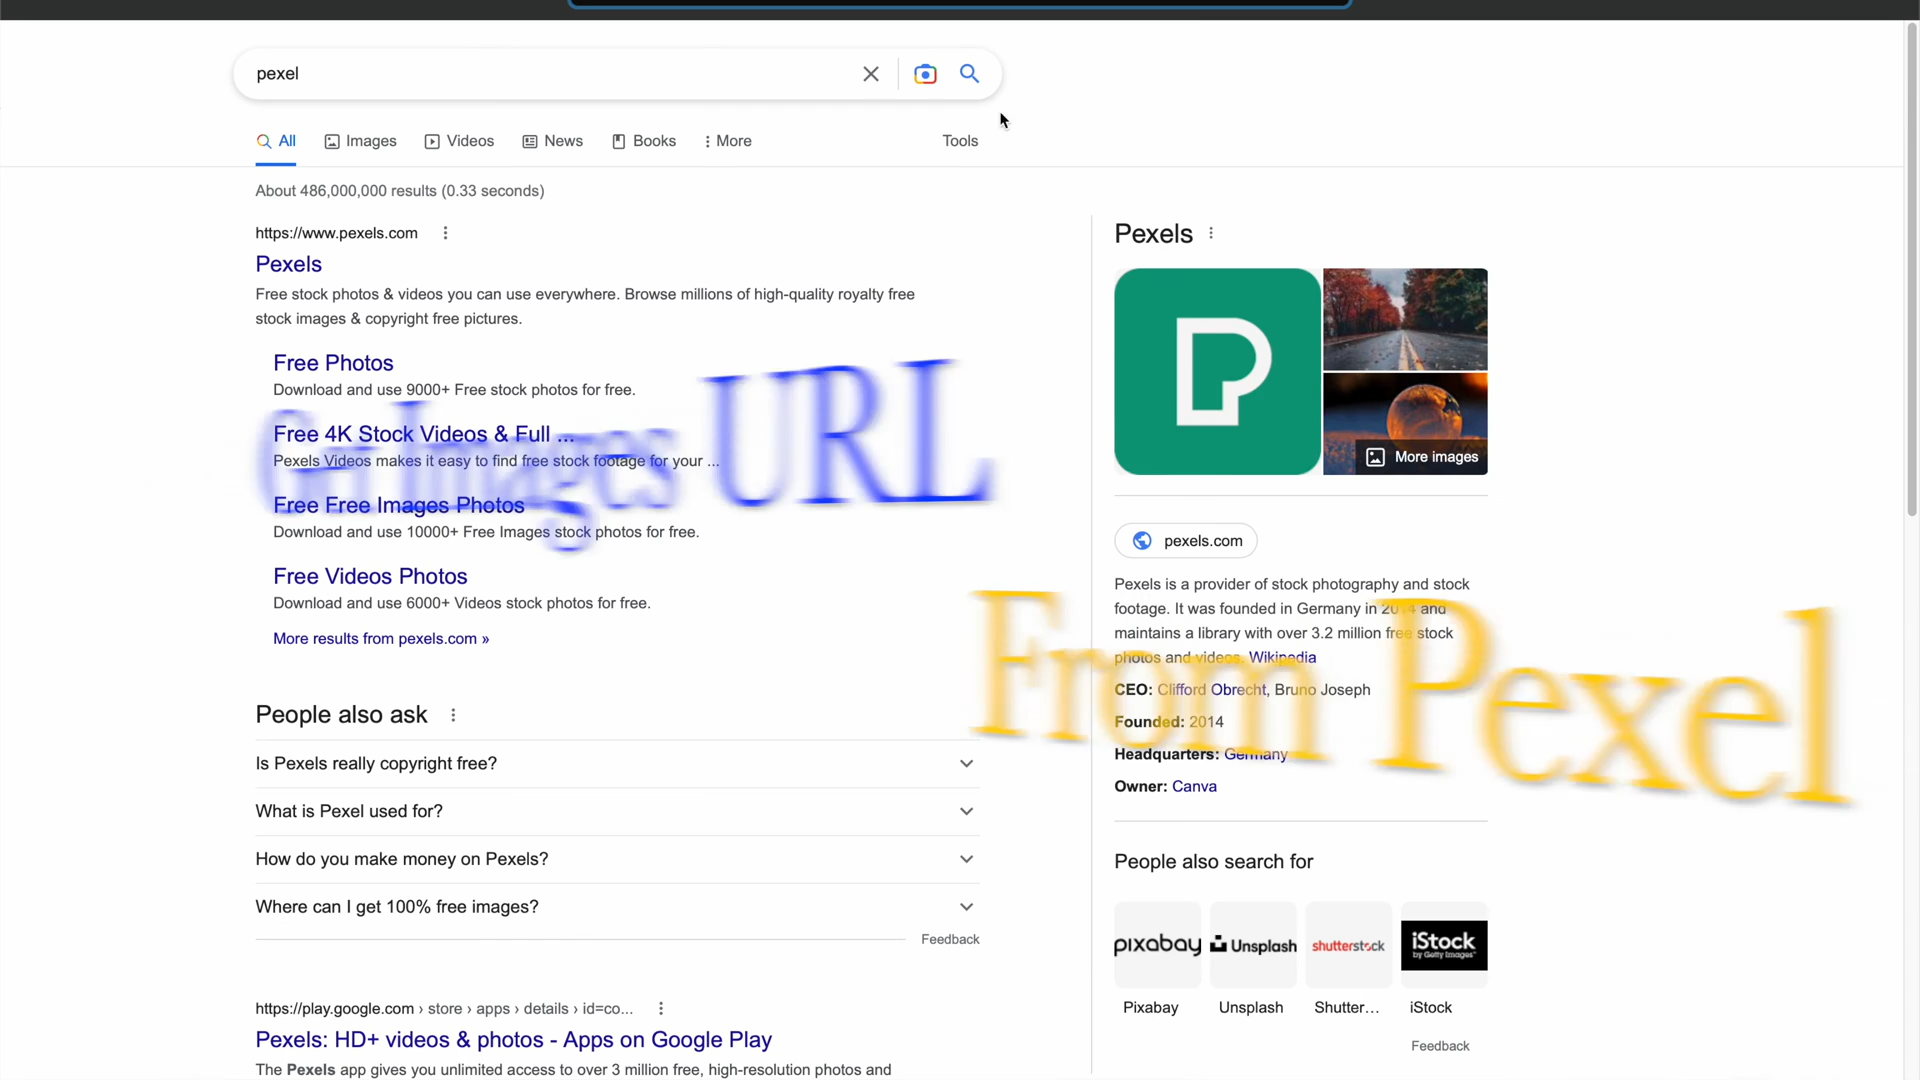 pexel
All
Images
Videos
News
Books
More
Tools
About 486,000,000 results (0.33 seconds)
https://www.pexels.com
Pexels
Free stock photos & videos you can use everywhere. Browse millions of high-quality royalty free
stock images & copyright free pictures.
Free Photos
Download and use 9000+ Free stock photos for free.
Free 4K Stock Videos & Full ...
Pexels Videos makes it easy to find free stock footage for your ...
Free Free Images Photos
Download and use 10000+ Free Images stock photos for free.
Free Videos Photos
Download and use 6000+ Videos stock photos for free.
More results from pexels.com »
Get Images URL
From Pexel
People also ask
Is Pexels really copyright free?
What is Pexel used for?
How do you make money on Pexels?
Where can I get 100% free images?
Feedback
https://play.google.com › store › apps › details › id=co...
Pexels: HD+ videos & photos - Apps on Google Play
The Pexels app gives you unlimited access to over 3 million free, high-resolution photos and
Pexels
More images
pexels.com
Pexels is a provider of stock photography and stock
footage. It was founded in Germany in 2014 and
maintains a library with over 3.2 million free stock
photos and videos. Wikipedia
CEO: Clifford Obrecht, Bruno Joseph
Founded: 2014
Headquarters: Germany
Owner: Canva
People also search for
pixabay
Unsplash
shutterstock
iStock
by Getty Images™
Pixabay
Unsplash
Shutter...
iStock
Feedback